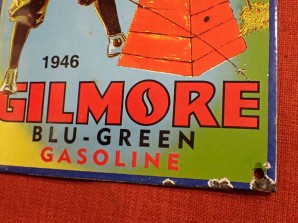 1946
GILMORE
BLU-GREEN
GASOLINE